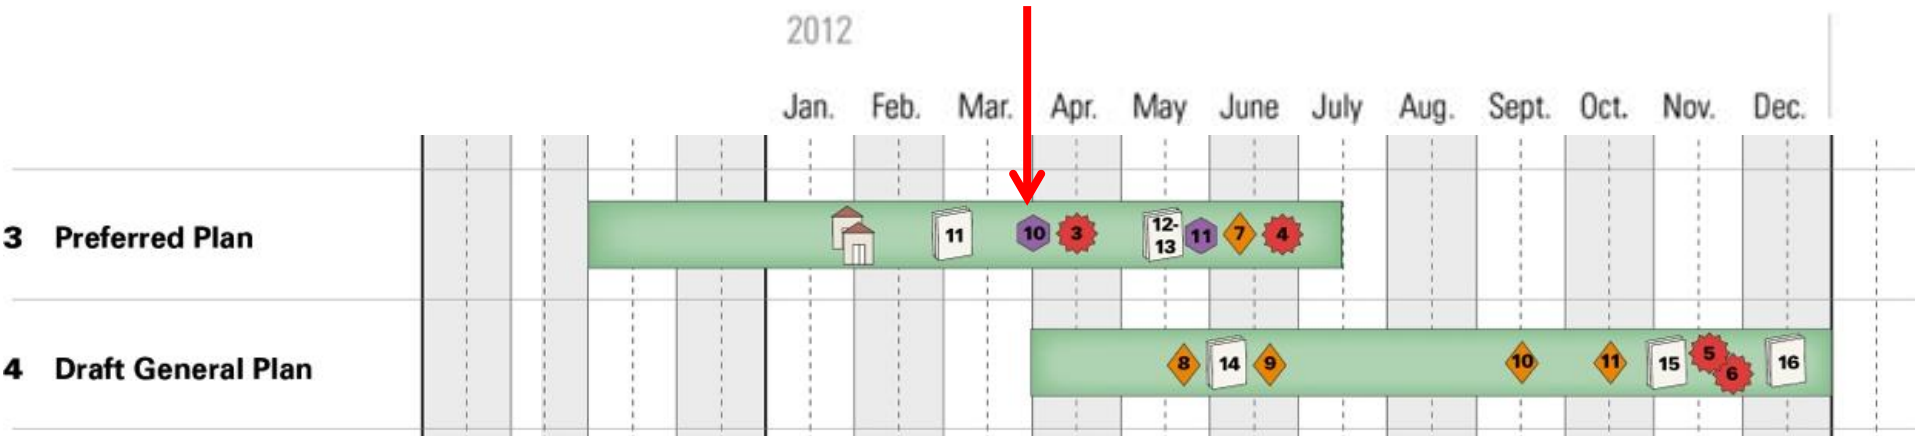 2012
Jan. Feb. Mar. Apr. May June July Aug. Sept. Oct. Nov. Dec.
3 Preferred Plan 11 10 3 12-13 11 7 4
4 Draft General Plan 8 14 9 10 11 15 5 6 16